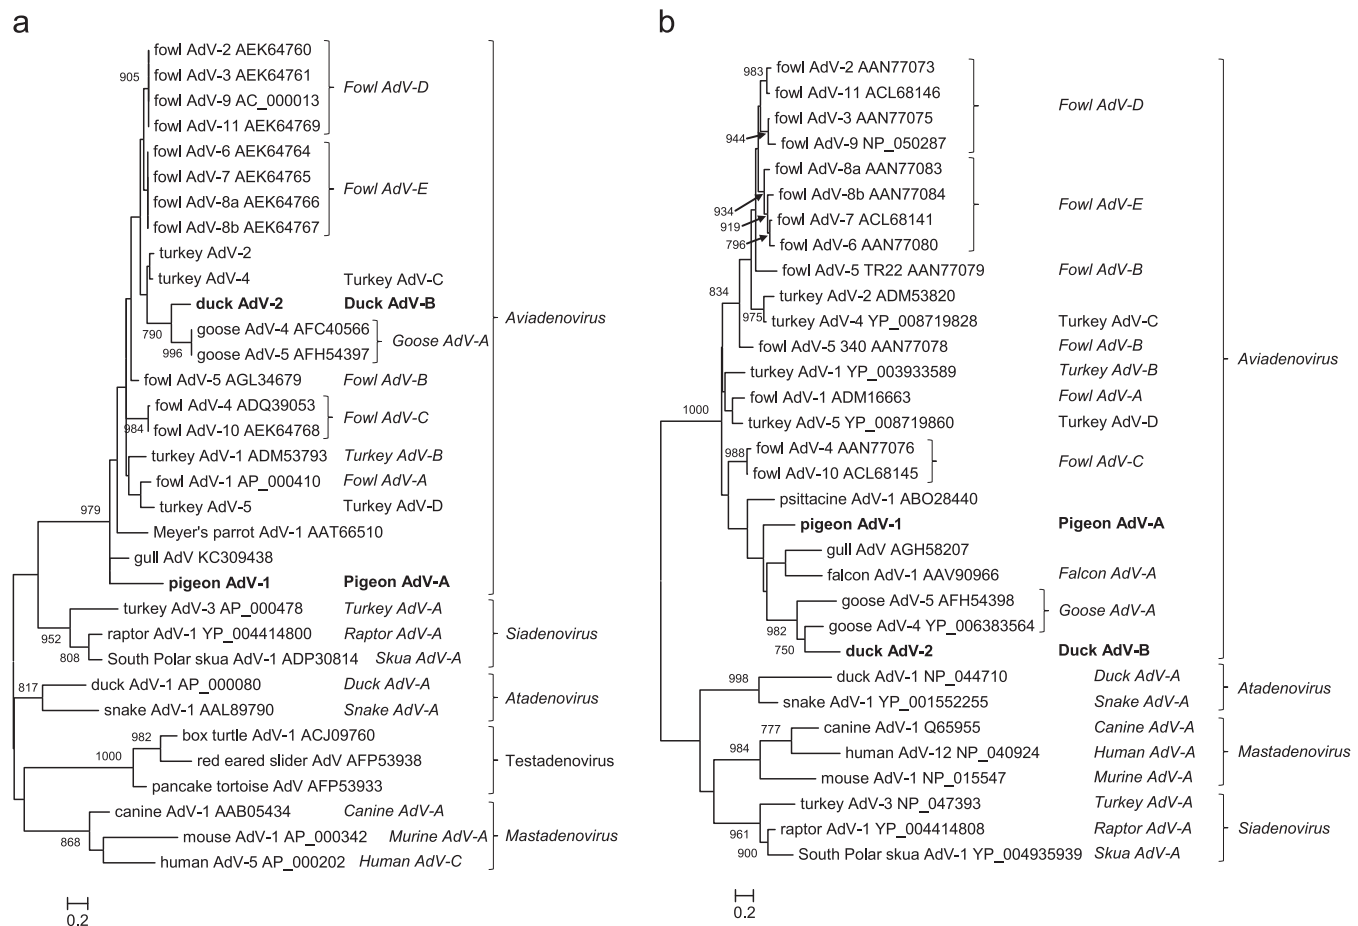 a
fowl AdV-2 AEK64760
905
fowl AdV-3 AEK64761
Fowl AdV-D
fowl AdV-9 AC_000013
fowl AdV-11 AEK64769
fowl AdV-6 AEK64764
fowl AdV-7 AEK64765
Fowl AdV-E
fowl AdV-8a AEK64766
fowl AdV-8b AEK64767
turkey AdV-2
turkey AdV-4 Turkey AdV-C
duck AdV-2 Duck AdV-B
Aviadenovirus
790
goose AdV-4 AFC40566
Goose AdV-A
996
goose AdV-5 AFH54397
fowl AdV-5 AGL34679 Fowl AdV-B
fowl AdV-4 ADQ39053
Fowl AdV-C
984
fowl AdV-10 AEK64768
turkey AdV-1 ADM53793 Turkey AdV-B
fowl AdV-1 AP_000410 Fowl AdV-A
turkey AdV-5 Turkey AdV-D
979
Meyer's parrot AdV-1 AAT66510
gull AdV KC309438
pigeon AdV-1 Pigeon AdV-A
turkey AdV-3 AP_000478 Turkey AdV-A
952
raptor AdV-1 YP_004414800 Raptor AdV-A
Siadenovirus
808
South Polar skua AdV-1 ADP30814 Skua AdV-A
817
duck AdV-1 AP_000080 Duck AdV-A
Atadenovirus
snake AdV-1 AAL89790 Snake AdV-A
982
box turtle AdV-1 ACJ09760
1000
red eared slider AdV AFP53938
Testadenovirus
pancake tortoise AdV AFP53933
canine AdV-1 AAB05434 Canine AdV-A
868
mouse AdV-1 AP_000342 Murine AdV-A
Mastadenovirus
human AdV-5 AP_000202 Human AdV-C
0.2
b
983
fowl AdV-2 AAN77073
fowl AdV-11 ACL68146
Fowl AdV-D
fowl AdV-3 AAN77075
944
fowl AdV-9 NP_050287
fowl AdV-8a AAN77083
934
fowl AdV-8b AAN77084
Fowl AdV-E
919
fowl AdV-7 ACL68141
796
fowl AdV-6 AAN77080
fowl AdV-5 TR22 AAN77079 Fowl AdV-B
834
turkey AdV-2 ADM53820
975
turkey AdV-4 YP_008719828 Turkey AdV-C
fowl AdV-5 340 AAN77078 Fowl AdV-B
Aviadenovirus
turkey AdV-1 YP_003933589 Turkey AdV-B
fowl AdV-1 ADM16663 Fowl AdV-A
1000
turkey AdV-5 YP_008719860 Turkey AdV-D
988
fowl AdV-4 AAN77076
Fowl AdV-C
fowl AdV-10 ACL68145
psittacine AdV-1 ABO28440
pigeon AdV-1 Pigeon AdV-A
gull AdV AGH58207
falcon AdV-1 AAV90966 Falcon AdV-A
goose AdV-5 AFH54398
Goose AdV-A
982
goose AdV-4 YP_006383564
750
duck AdV-2 Duck AdV-B
998
duck AdV-1 NP_044710 Duck AdV-A
Atadenovirus
snake AdV-1 YP_001552255 Snake AdV-A
777
canine AdV-1 Q65955 Canine AdV-A
984
human AdV-12 NP_040924 Human AdV-A
Mastadenovirus
mouse AdV-1 NP_015547 Murine AdV-A
turkey AdV-3 NP_047393 Turkey AdV-A
961
raptor AdV-1 YP_004414808 Raptor AdV-A
Siadenovirus
900
South Polar skua AdV-1 YP_004935939 Skua AdV-A
0.2